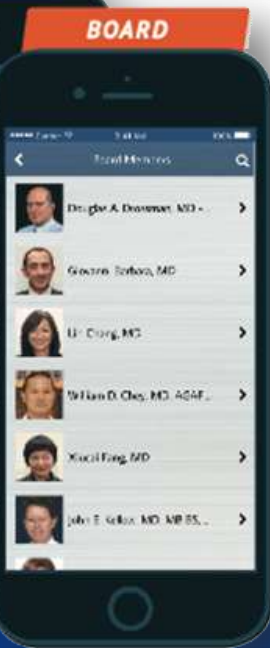 BOARD
Board Members
Douglas A. Drossman, MD - ...
Giovanni Barbara, MD
Lin Chang, MD
William D. Chey, MD, AGAF...
Xiucai Fang, MD
John E. Kellow, MD, MB BS, ...